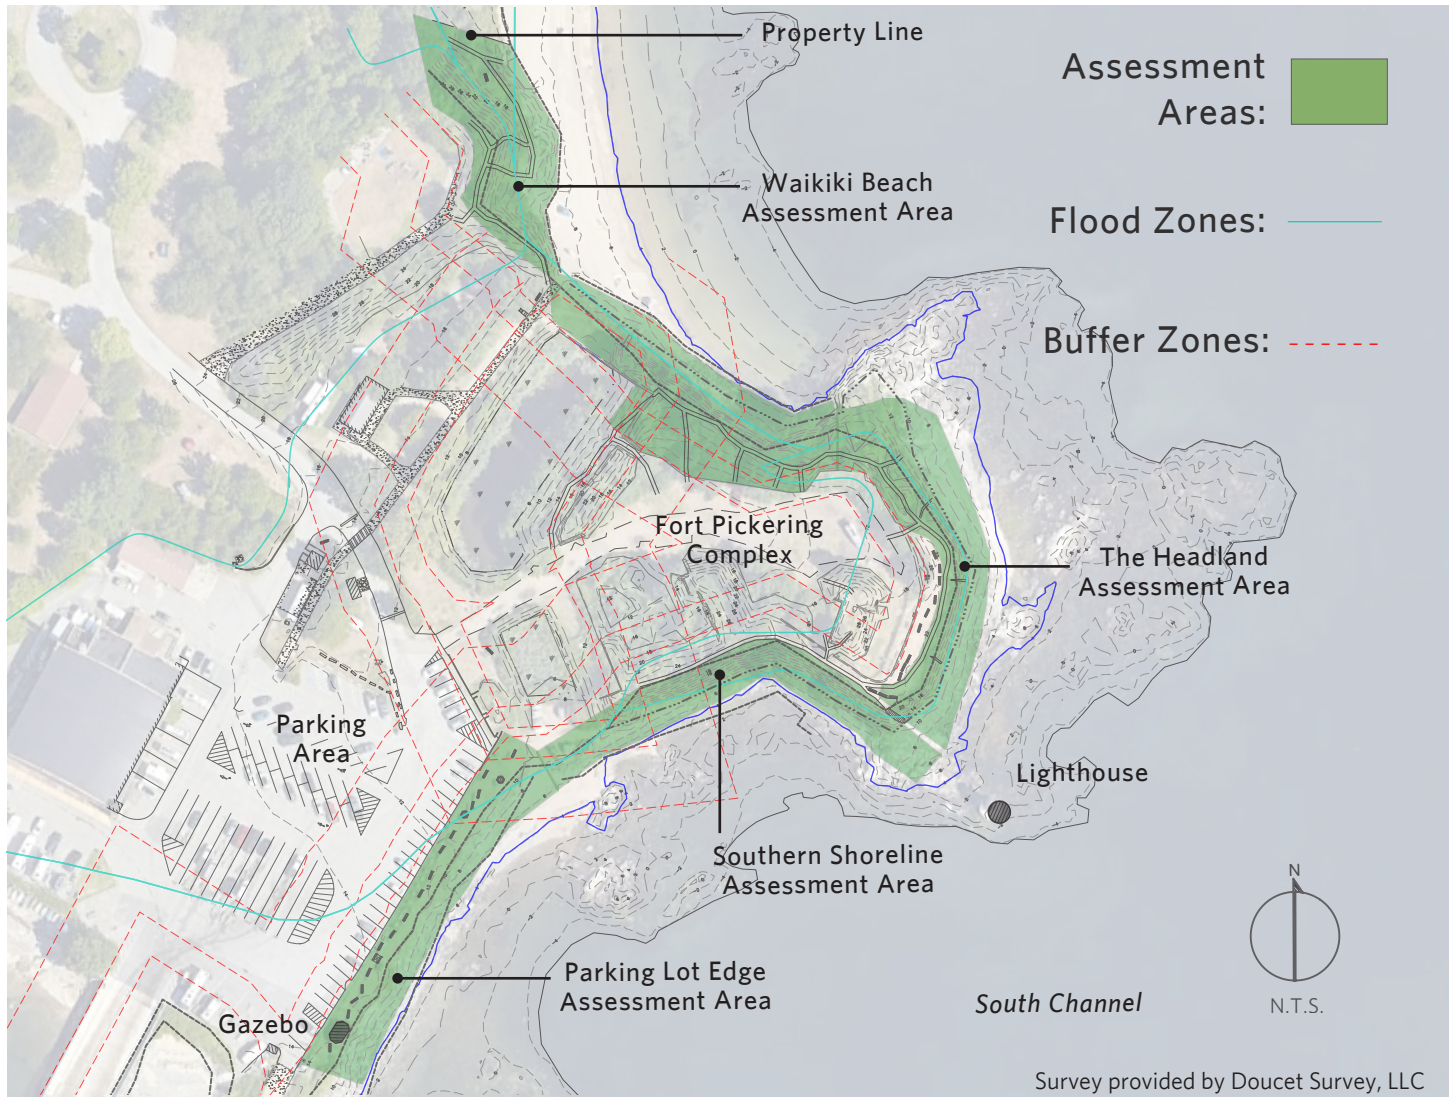 Property Line
Assessment
Areas:
Waikiki Beach
Assessment Area
Flood Zones:
Buffer Zones:
Fort Pickering
Complex
The Headland
Assessment Area
Parking
Area
Lighthouse
Southern Shoreline
Assessment Area
N
Parking Lot Edge
Assessment Area
South Channel
N.T.S.
Gazebo
Survey provided by Doucet Survey, LLC